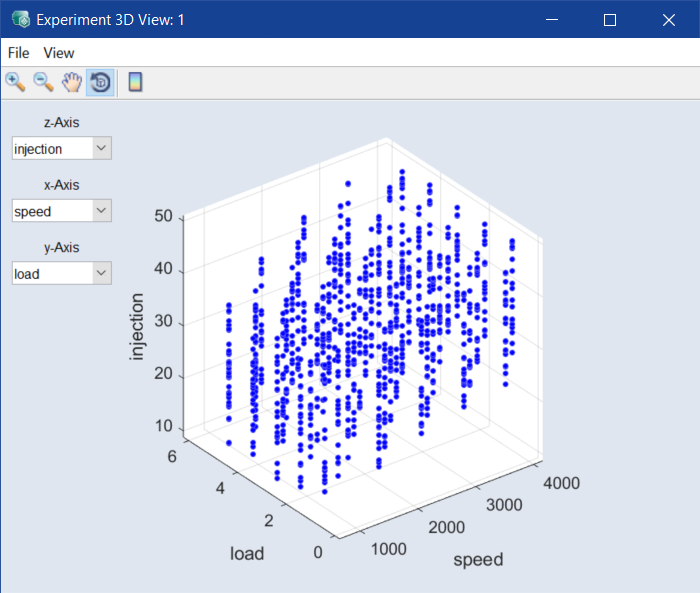 Experiment 3D View: 1
File View
z-Axis
injection
x-Axis
speed
y-Axis
load
50
40
30
20
10
injection
6
4
2
0
load
1000
2000
3000
4000
speed